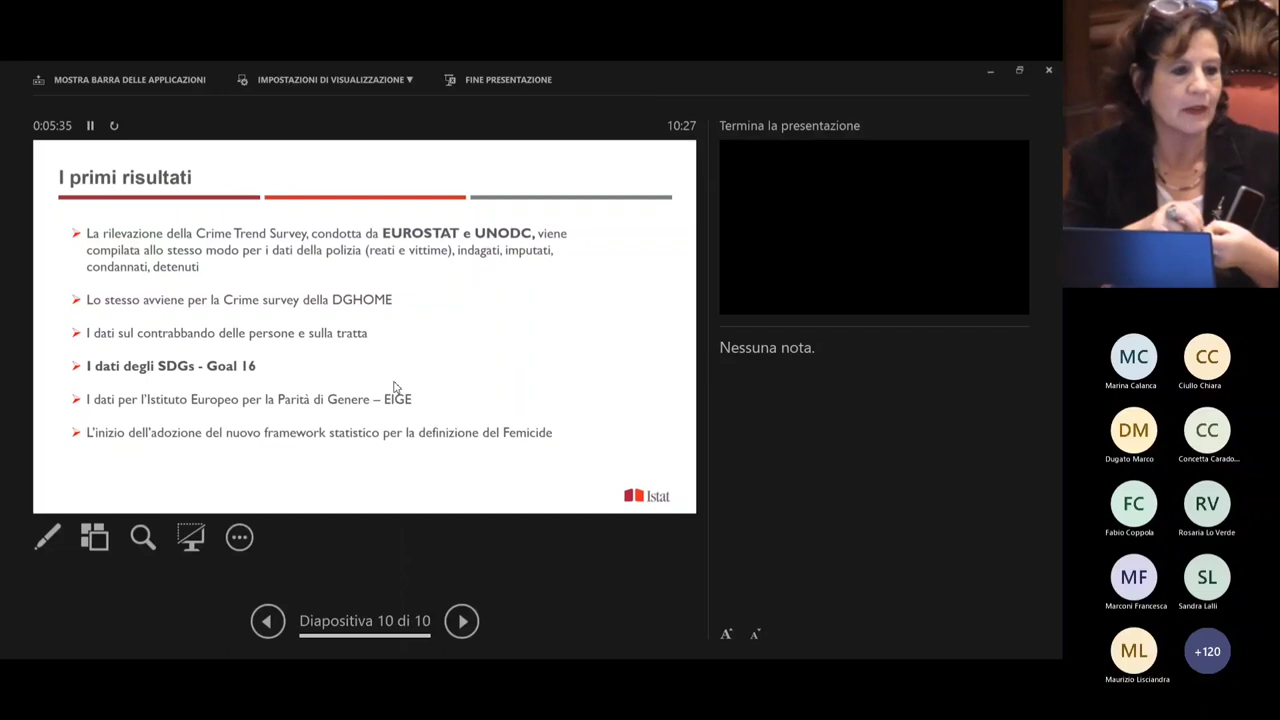 MOSTRA BARRA DELLE APPLICAZIONI
IMPOSTAZIONI DI VISUALIZZAZIONE ▼
FINE PRESENTAZIONE
0:05:35
10:27
Termina la presentazione
I primi risultati
La rilevazione della Crime Trend Survey, condotta da EUROSTAT e UNODC, viene
compilata allo stesso modo per i dati della polizia (reati e vittime), indagati, imputati,
condannati, detenuti
Lo stesso avviene per la Crime survey della DGHOME
I dati sul contrabbando delle persone e sulla tratta
I dati degli SDGs - Goal 16
I dati per l'Istituto Europeo per la Parità di Genere – EIGE
L'inizio dell'adozione del nuovo framework statistico per la definizione del Femicide
Istat
Nessuna nota.
Diapositiva 10 di 10
A A
MC CC
Marina Calanca Ciullo Chiara
DM CC
Dugato Marco Concetta Carado...
FC RV
Fabio Coppola Rosaria Lo Verde
MF SL
Marconi Francesca Sandra Lalli
ML +120
Maurizio Lisciandra